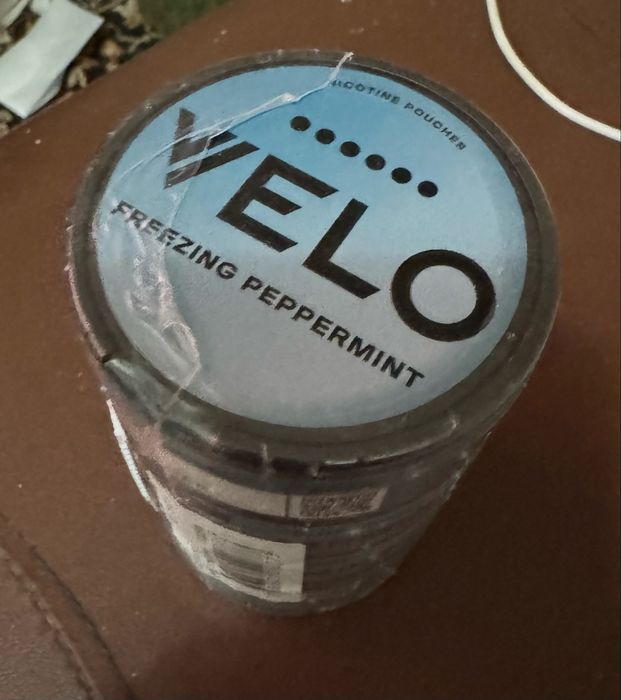 NICOTINE POUCHES
VELO
FREEZING PEPPERMINT